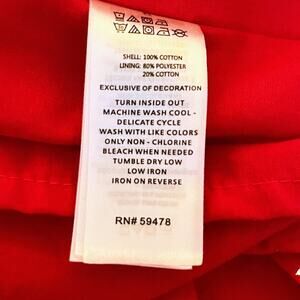 SHELL: 100% COTTON
LINING: 80% POLYESTER
20% COTTON
EXCLUSIVE OF DECORATION
TURN INSIDE OUT
MACHINE WASH COOL -
DELICATE CYCLE
WASH WITH LIKE COLORS
ONLY NON - CHLORINE
BLEACH WHEN NEEDED
TUMBLE DRY LOW
LOW IRON
IRON ON REVERSE
RN# 59478